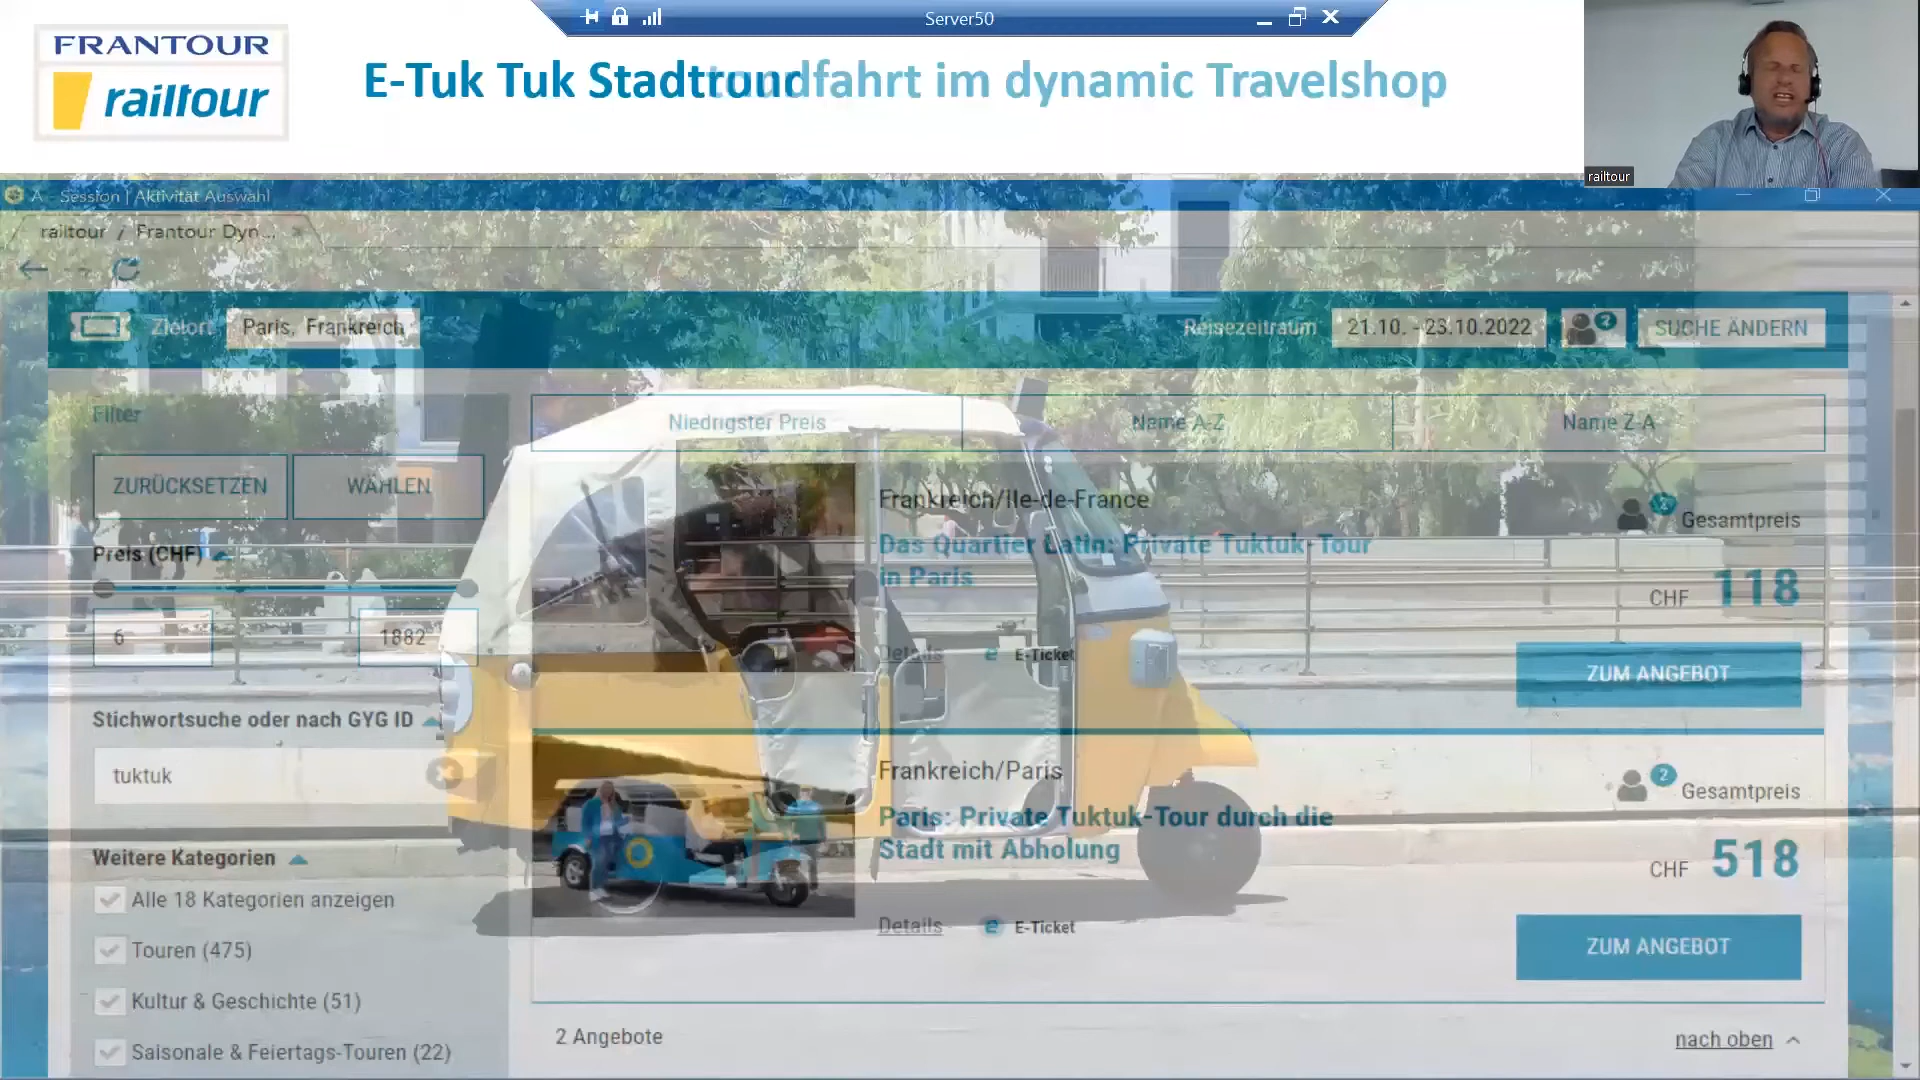 Server50
FRANTOUR
railtour
E-Tuk Tuk Stadtrundfahrt im dynamic Travelshop
railtour
A - Session | Aktivität Auswahl
railtour / Frantour Dyn...
Zielort
Paris, Frankreich
Reisezeitraum
21.10. - 23.10.2022
2
SUCHE ÄNDERN
Filter
Niedrigster Preis
Name A-Z
Name Z-A
ZURÜCKSETZEN
WÄHLEN
Preis (CHF)
6
1882
Stichwortsuche oder nach GYG ID
tuktuk
Weitere Kategorien
Alle 18 Kategorien anzeigen
Touren (475)
Kultur & Geschichte (51)
Saisonale & Feiertags-Touren (22)
Frankreich/Ile-de-France
Das Quartier Latin: Private Tuktuk-Tour
in Paris
Details
E-Ticket
2
Gesamtpreis
CHF 118
ZUM ANGEBOT
Frankreich/Paris
Paris: Private Tuktuk-Tour durch die
Stadt mit Abholung
Details
E-Ticket
2
Gesamtpreis
CHF 518
ZUM ANGEBOT
2 Angebote
nach oben